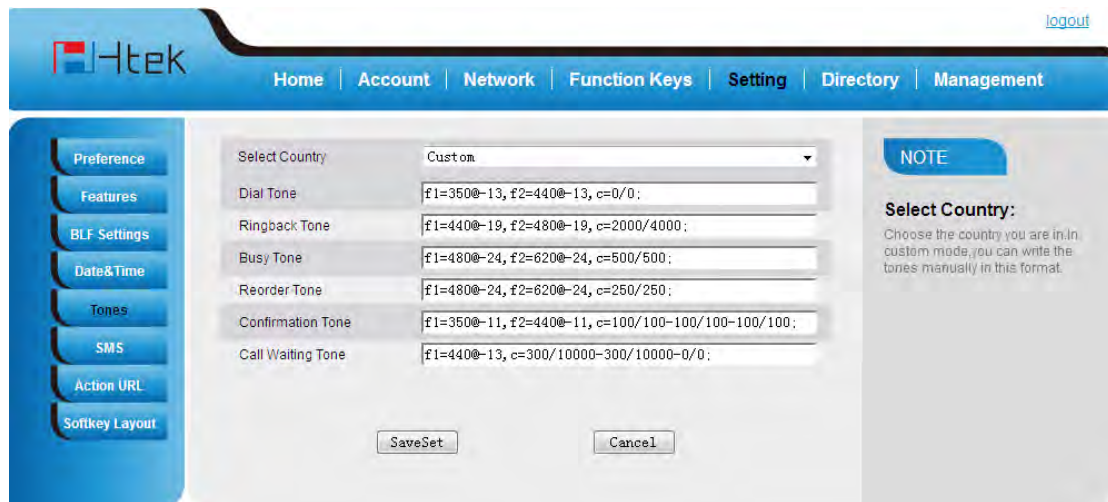 logout
Htek
Home | Account | Network | Function Keys | Setting | Directory | Management
Preference
Features
BLF Settings
Date&Time
Tones
SMS
Action URL
Softkey Layout
Select Country Custom
Dial Tone f1=350@-13,f2=440@-13,c=0/0;
Ringback Tone f1=440@-19,f2=480@-19,c=2000/4000;
Busy Tone f1=480@-24,f2=620@-24,c=500/500;
Reorder Tone f1=480@-24,f2=620@-24,c=250/250;
Confirmation Tone f1=350@-11,f2=440@-11,c=100/100-100/100-100/100;
Call Waiting Tone f1=440@-13,c=300/10000-300/10000-0/0;
SaveSet Cancel
NOTE
Select Country:
Choose the country you are in.In
custom mode,you can write the
tones manually in this format.